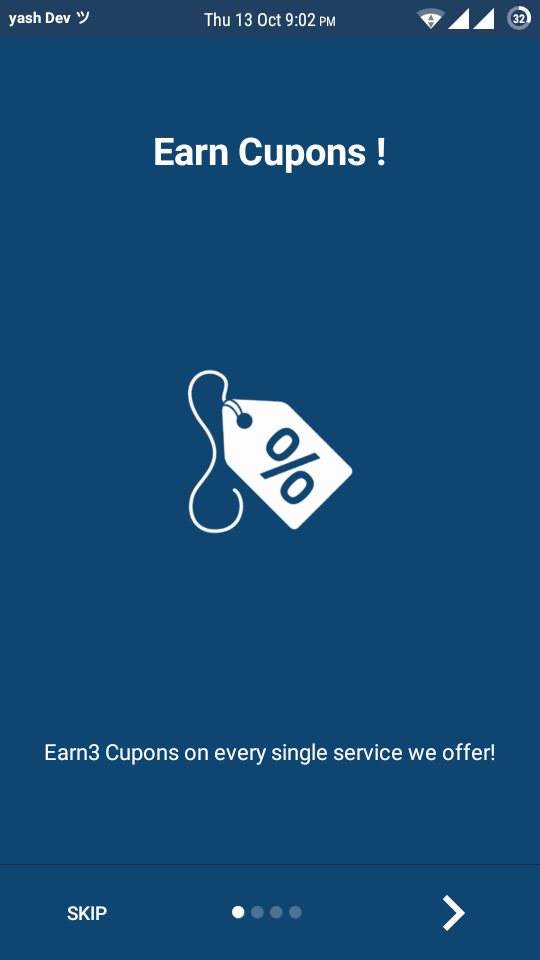 yash Dev ツ
Thu 13 Oct 9:02 PM
32
Earn Cupons !
%
Earn3 Cupons on every single service we offer!
SKIP